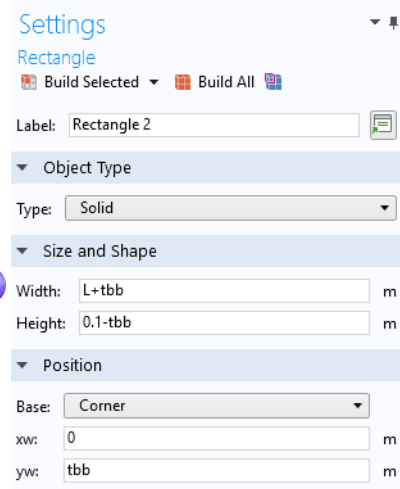 Settings
Rectangle
Build Selected Build All
Label: Rectangle 2
Object Type
Type: Solid
Size and Shape
Width: L+tbb m
Height: 0.1-tbb m
Position
Base: Corner
xw: 0 m
yw: tbb m